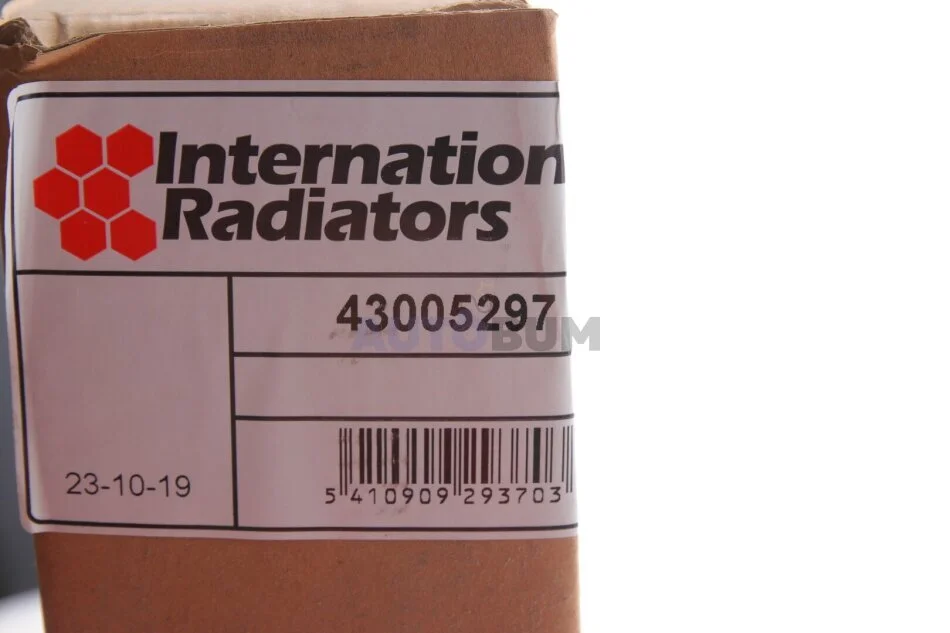 Internation
Radiators
43005297
AUTOBUM
23-10-19
5 410909 293703